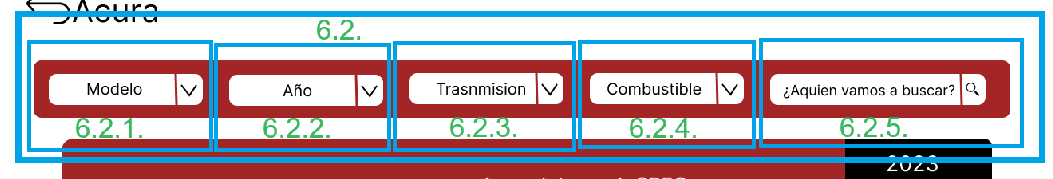 Acura
6.2.
Modelo
Año
Trasnmision
Combustible
¿Aquien vamos a buscar?
6.2.1.
6.2.2.
6.2.3.
6.2.4.
6.2.5.
2023